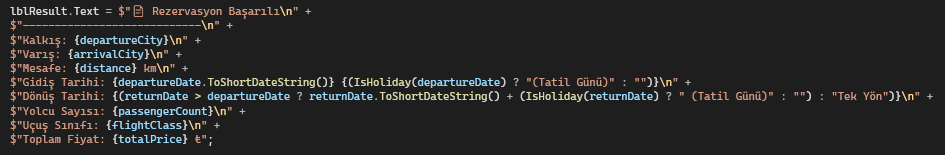 lblResult.Text = $"📄 Rezervasyon Başarılı\n" +
$"----------------------------\n" +
$"Kalkış: {departureCity}\n" +
$"Varış: {arrivalCity}\n" +
$"Mesafe: {distance} km\n" +
$"Gidiş Tarihi: {departureDate.ToShortDateString()} {(IsHoliday(departureDate) ? "(Tatil Günü)" : "")}\n" +
$"Dönüş Tarihi: {(returnDate > departureDate ? returnDate.ToShortDateString() + (IsHoliday(returnDate) ? " (Tatil Günü)" : "") : "Tek Yön")}\n" +
$"Yolcu Sayısı: {passengerCount}\n" +
$"Uçuş Sınıfı: {flightClass}\n" +
$"Toplam Fiyat: {totalPrice} ₺";